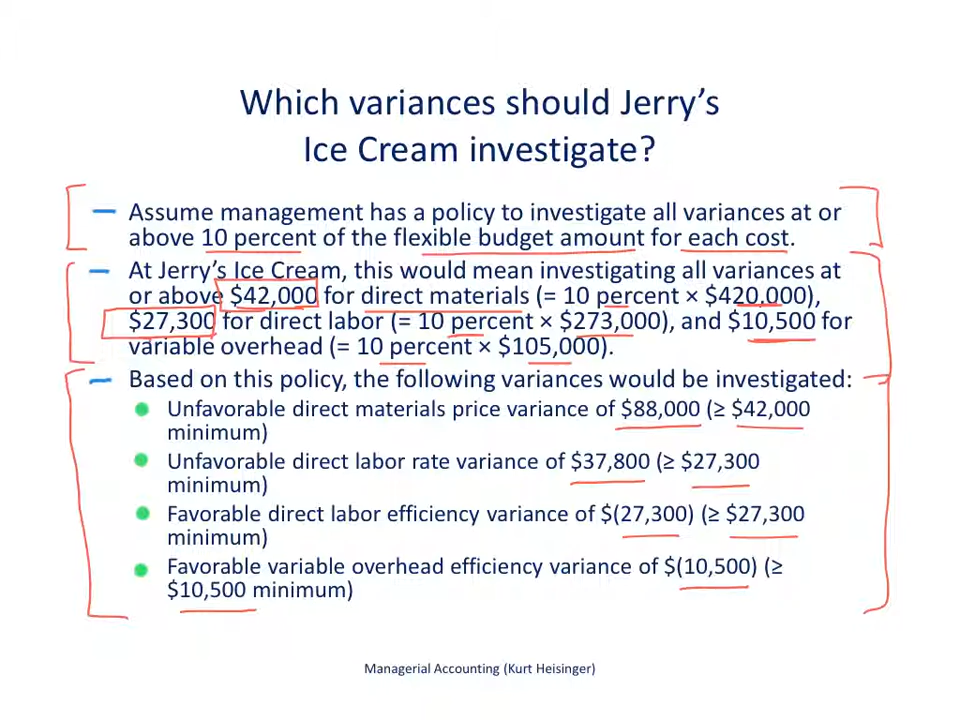 Which variances should Jerry’s
Ice Cream investigate?
Assume management has a policy to investigate all variances at or
above 10 percent of the flexible budget amount for each cost.
At Jerry’s Ice Cream, this would mean investigating all variances at
or above $42,000 for direct materials (= 10 percent × $420,000),
$27,300 for direct labor (= 10 percent × $273,000), and $10,500 for
variable overhead (= 10 percent × $105,000).
Based on this policy, the following variances would be investigated:
Unfavorable direct materials price variance of $88,000 (≥ $42,000
minimum)
Unfavorable direct labor rate variance of $37,800 (≥ $27,300
minimum)
Favorable direct labor efficiency variance of $(27,300) (≥ $27,300
minimum)
Favorable variable overhead efficiency variance of $(10,500) (≥
$10,500 minimum)
Managerial Accounting (Kurt Heisinger)